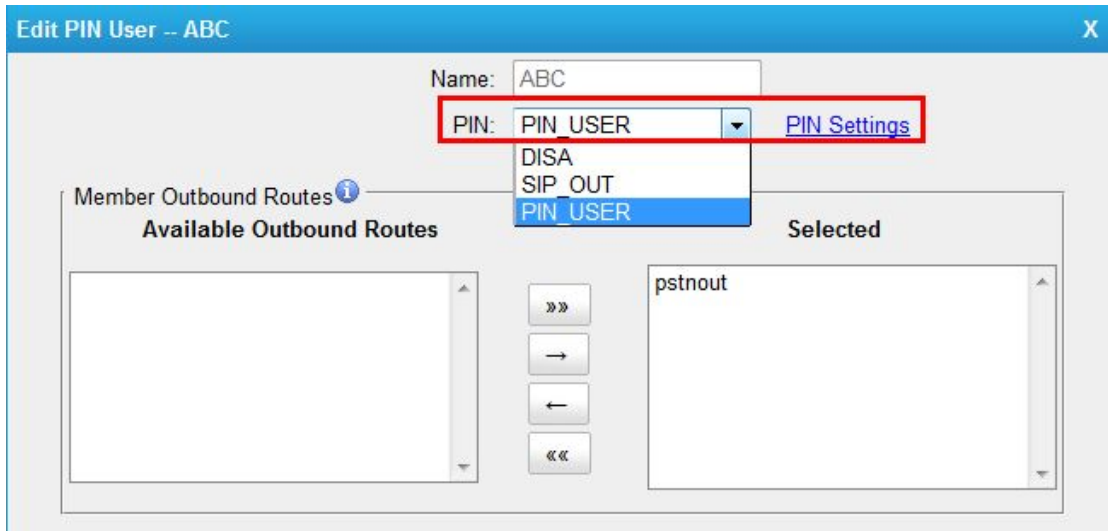 Edit PIN User -- ABC X
Name: ABC
PIN: PIN_USER PIN Settings
DISA
SIP_OUT
PIN_USER
Member Outbound Routes
Available Outbound Routes Selected
pstnout